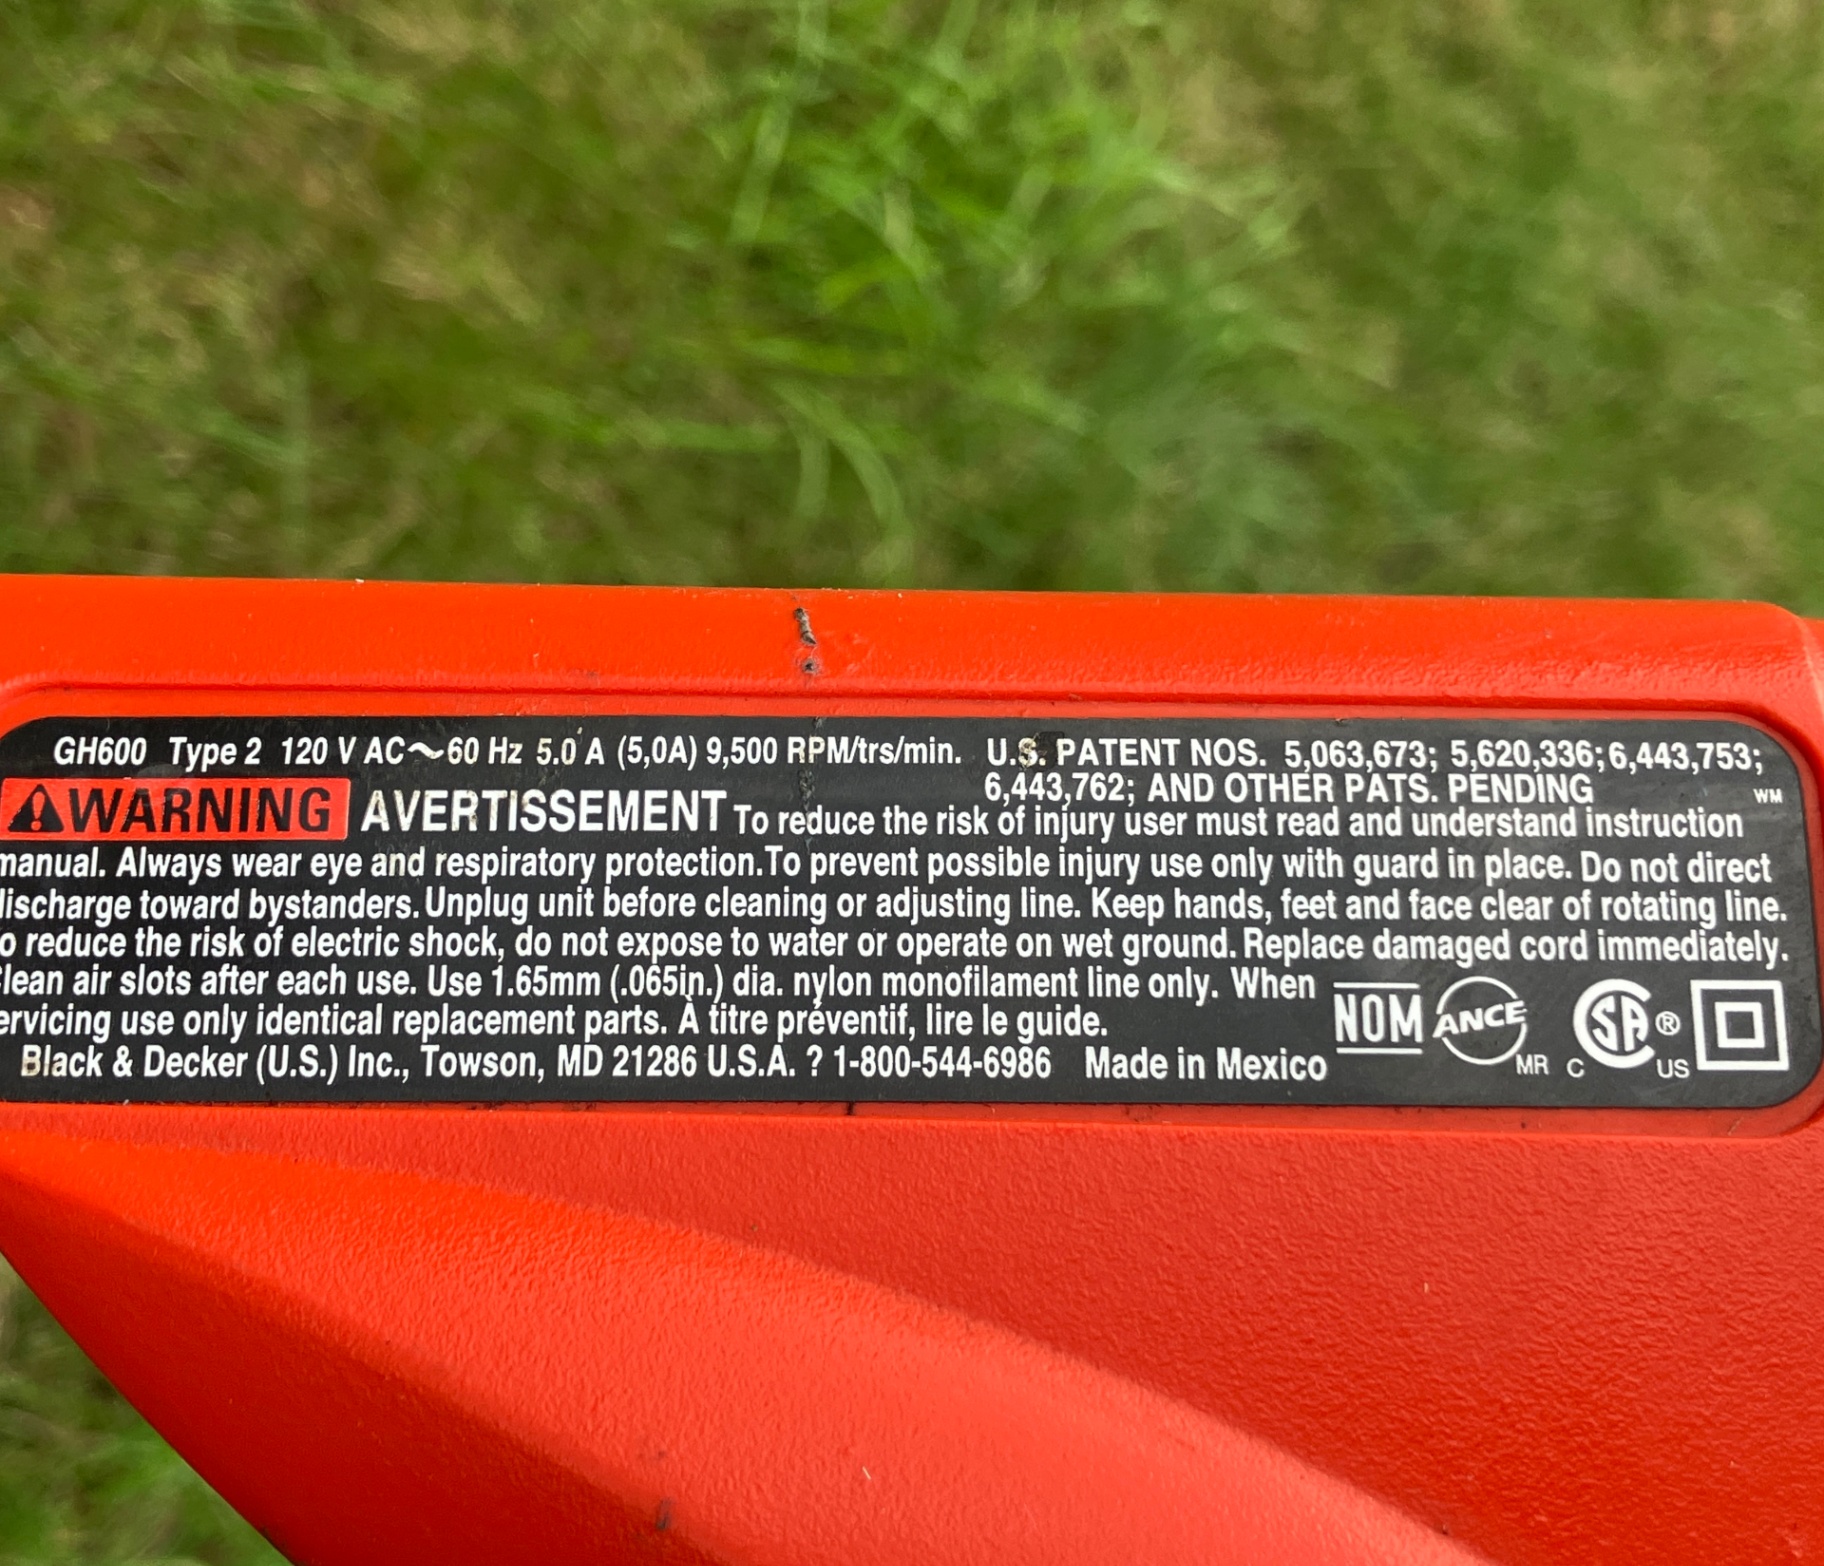 GH600 Type 2 120 V AC~60 Hz 5.0 A (5,0A) 9,500 RPM/trs/min. U.S. PATENT NOS. 5,063,673; 5,620,336; 6,443,753;
6,443,762; AND OTHER PATS. PENDING WM
WARNING AVERTISSEMENT To reduce the risk of injury user must read and understand instruction
manual. Always wear eye and respiratory protection. To prevent possible injury use only with guard in place. Do not direct
discharge toward bystanders. Unplug unit before cleaning or adjusting line. Keep hands, feet and face clear of rotating line.
o reduce the risk of electric shock, do not expose to water or operate on wet ground. Replace damaged cord immediately.
lean air slots after each use. Use 1.65mm (.065in.) dia. nylon monofilament line only. When
ervicing use only identical replacement parts. À titre préventif, lire le guide.
Black & Decker (U.S.) Inc., Towson, MD 21286 U.S.A. ? 1-800-544-6986 Made in Mexico
NOM ANCE MR C SA ® US